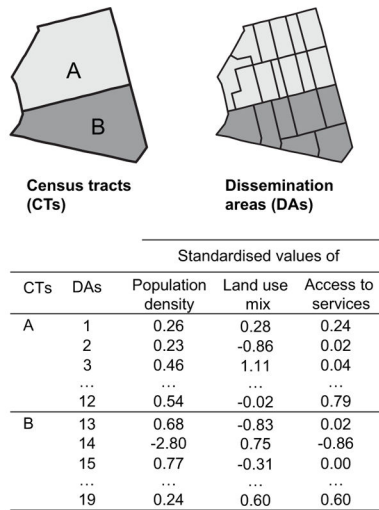 A
B
Census tracts
(CTs)
Dissemination
areas (DAs)
Standardised values of
CTs DAs Population density Land use mix Access to services
A 1 0.26 0.28 0.24
2 0.23 -0.86 0.02
3 0.46 1.11 0.04
... ... ... ...
12 0.54 -0.02 0.79
B 13 0.68 -0.83 0.02
14 -2.80 0.75 -0.86
15 0.77 -0.31 0.00
... ... ... ...
19 0.24 0.60 0.60